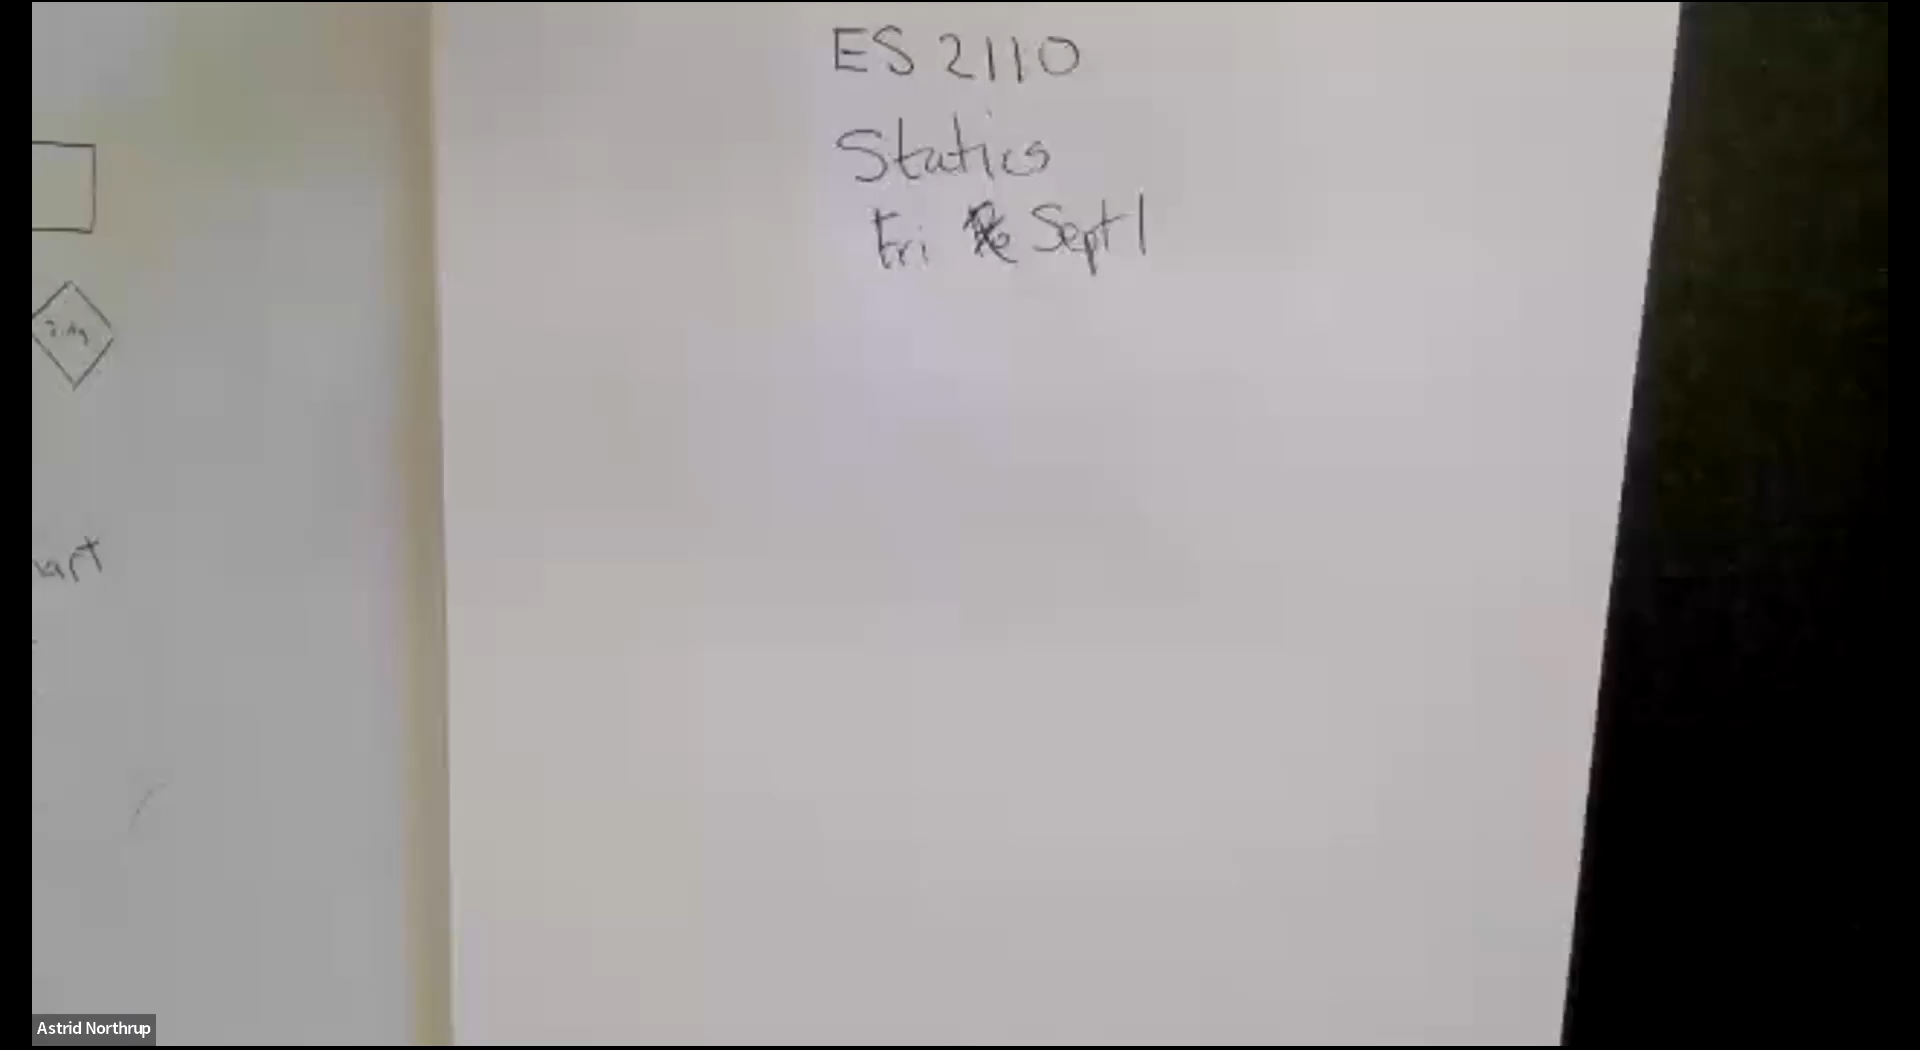 ES 2110
Statics
Fri Sept 1
Astrid Northrup